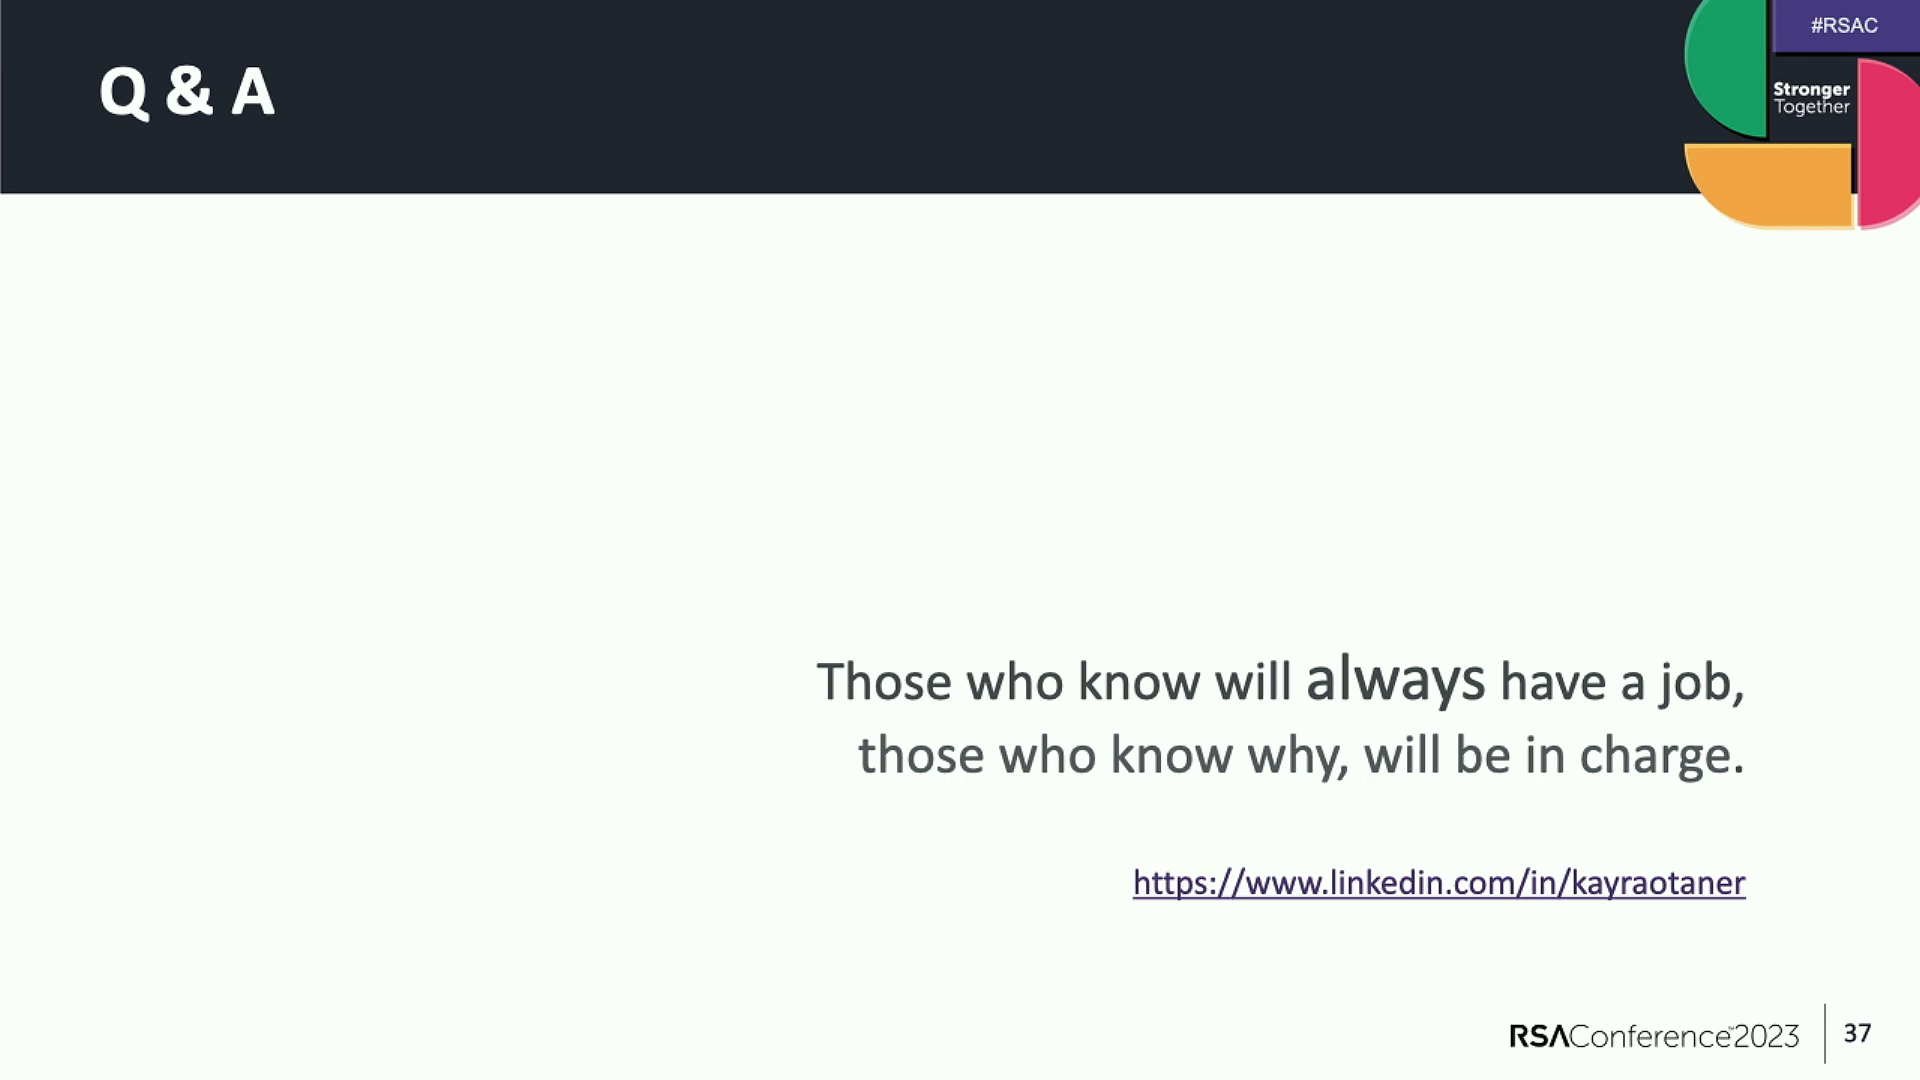 Q & A
#RSAC
Stronger
Together
Those who know will always have a job,
those who know why, will be in charge.
https://www.linkedin.com/in/kayraotaner
RSAConference™2023
37